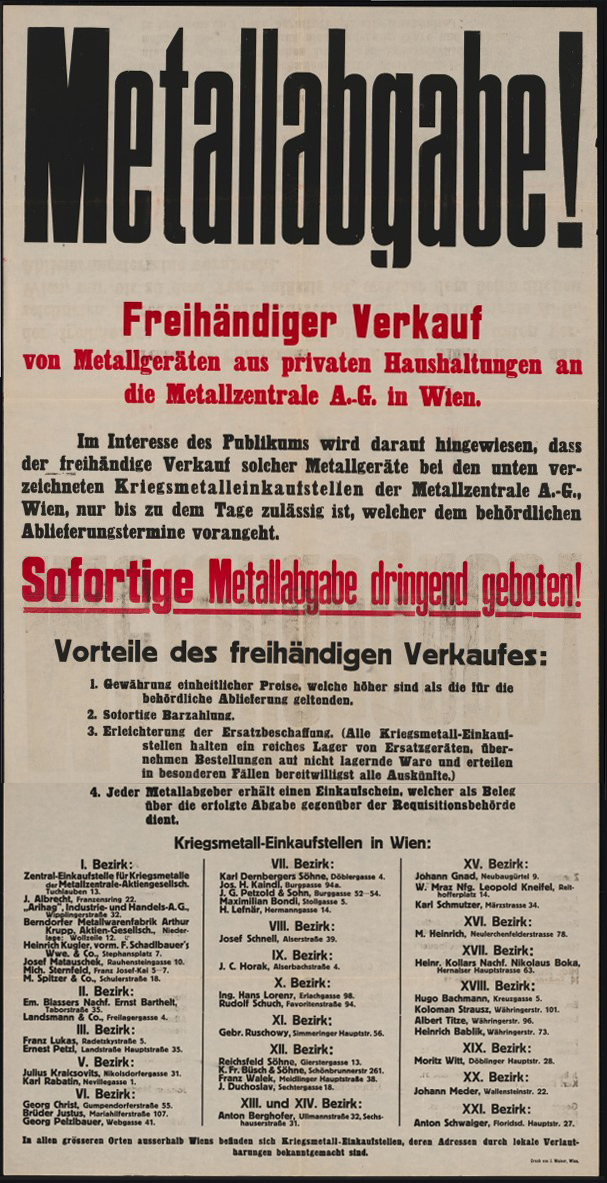 Metallabgabe!
Freihändiger Verkauf
von Metallgeräten aus privaten Haushaltungen an
die Metallzentrale A.-G. in Wien.
Im Interesse des Publikums wird darauf hingewiesen, dass
der freihändige Verkauf solcher Metallgeräte bei den unten ver-
zeichneten Kriegsmetalleinkaufstellen der Metallzentrale A.-G.,
Wien, nur bis zu dem Tage zulässig ist, welcher dem behördlichen
Ablieferungstermine vorangeht.
Sofortige Metallabgabe dringend geboten!
Vorteile des freihändigen Verkaufes:
1. Gewährung einheitlicher Preise, welche höher sind als die für die
behördliche Ablieferung geltenden.
2. Sofortige Barzahlung.
3. Erleichterung der Ersatzbeschaffung. (Alle Kriegsmetall-Einkauf-
stellen halten ein reiches Lager von Ersatzgeräten, über-
nehmen Bestellungen auf nicht lagernde Ware und erteilen
in besonderen Fällen bereitwilligst alle Auskünfte.)
4. Jeder Metallabgeber erhält einen Einkaufschein, welcher als Beleg
über die erfolgte Abgabe gegenüber der Requisitionsbehörde
dient.
Kriegsmetall-Einkaufstellen in Wien:
I. Bezirk:
Zentral-Einkaufstelle für Kriegsmetalle
der Metallzentrale-Aktiengesellsch.
Tuchlauben 13.
J. Albrecht, Franzensring 22.
„Arihag", Industrie- und Handels-A.G.,
Wipplingerstraße 32.
Berndorfer Metallwarenfabrik Arthur
Krupp, Aktien-Gesellsch., Nieder-
lage: Wollzeile 12.
Heinrich Kugler, vorm. F. Schadlbauer's
Wwe. & Co., Stephansplatz 7.
Josef Matauschek, Rauhensteingasse 10.
Mich. Sternfeld, Franz Josef-Kai 5–7.
M. Spitzer & Co., Schulerstraße 18.
II. Bezirk:
Em. Blassers Nachf. Ernst Barthelt,
Taborstraße 35.
Landsmann & Co., Freilagergasse 4.
III. Bezirk:
Franz Lukas, Radetzkystraße 5.
Ernest Petzl, Landstraße Hauptstraße 35.
V. Bezirk:
Julius Kraicsovits, Nikolsdorfergasse 31.
Karl Rabatin, Nevillegasse 1.
VI. Bezirk:
Georg Christ, Gumpendorferstraße 55.
Brüder Justus, Mariahilferstraße 107.
Georg Pelzlbauer, Webgasse 41.
VII. Bezirk:
Karl Dernbergers Söhne, Döblergasse 4.
Jos. H. Kaindl, Burggasse 94a.
J. G. Petzold & Sohn, Burggasse 52–54.
Maximilian Bondi, Stollgasse 5.
H. Lefnär, Hermanngasse 14.
VIII. Bezirk:
Josef Schnell, Alserstraße 39.
IX. Bezirk:
J. C. Horak, Alserbachstraße 4.
X. Bezirk:
Ing. Hans Lorenz, Erlachgasse 98.
Rudolf Schuch, Favoritenstraße 94.
XI. Bezirk:
Gebr. Ruschowy, Simmeringer Hauptstr. 56.
XII. Bezirk:
Reichsfeld Söhne, Gierstergasse 13.
K. Fr. Büsch & Söhne, Schönbrunnerstr 261.
Franz Walek, Meidlinger Hauptstraße 38.
J. Duchoslav, Sechtergasse 18.
XIII. und XIV. Bezirk:
Anton Berghofer, Ullmannstraße 32, Sechs-
hauserstraße 31.
XV. Bezirk:
Johann Gnad, Neubaugürtel 9.
W. Mraz Nfg. Leopold Kneifel, Reit-
hofferplatz 14.
Karl Schmutzer, Märzstraße 34.
XVI. Bezirk:
M. Heinrich, Neulerchenfelderstrasse 78.
XVII. Bezirk:
Heinr. Kollars Nachf. Nikolaus Boka,
Hernalser Hauptstrasse 63.
XVIII. Bezirk:
Hugo Bachmann, Kreuzgasse 5.
Koloman Strausz, Währingerstr. 101.
Albert Titze, Währingerstr. 96.
Heinrich Bablik, Währingerstr. 73.
XIX. Bezirk:
Moritz Witt, Döblinger Hauptstr. 28.
XX. Bezirk:
Johann Meder, Wallensteinstr. 22.
XXI. Bezirk:
Anton Schwaiger, Floridsd. Hauptstr. 27.
In allen grösseren Orten ausserhalb Wiens befinden sich Kriegsmetall-Einkaufstellen, deren Adressen durch lokale Verlaut-
barungen bekanntgemacht sind.
Druck von J. Weiner, Wien.